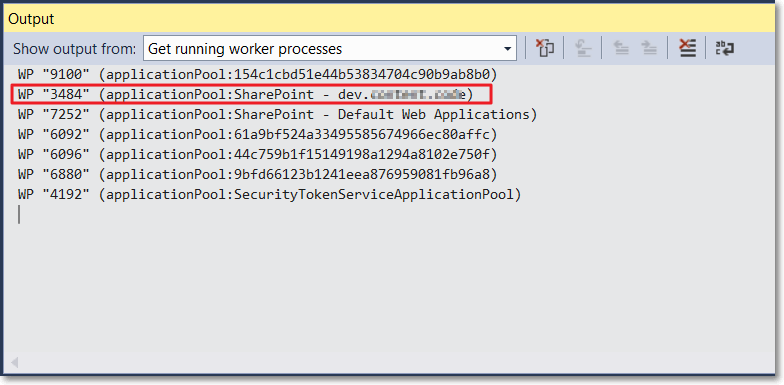 Output
Show output from: Get running worker processes
WP "9100" (applicationPool:154c1cbd51e44b53834704c90b9ab8b0)
WP "3484" (applicationPool:SharePoint - dev.
WP "7252" (applicationPool:SharePoint - Default Web Applications)
WP "6092" (applicationPool:61a9bf524a33495585674966ec80affc)
WP "6096" (applicationPool:44c759b1f15149198a1294a8102e750f)
WP "6880" (applicationPool:9bfd66123b1241eea876959081fb96a8)
WP "4192" (applicationPool:SecurityTokenServiceApplicationPool)